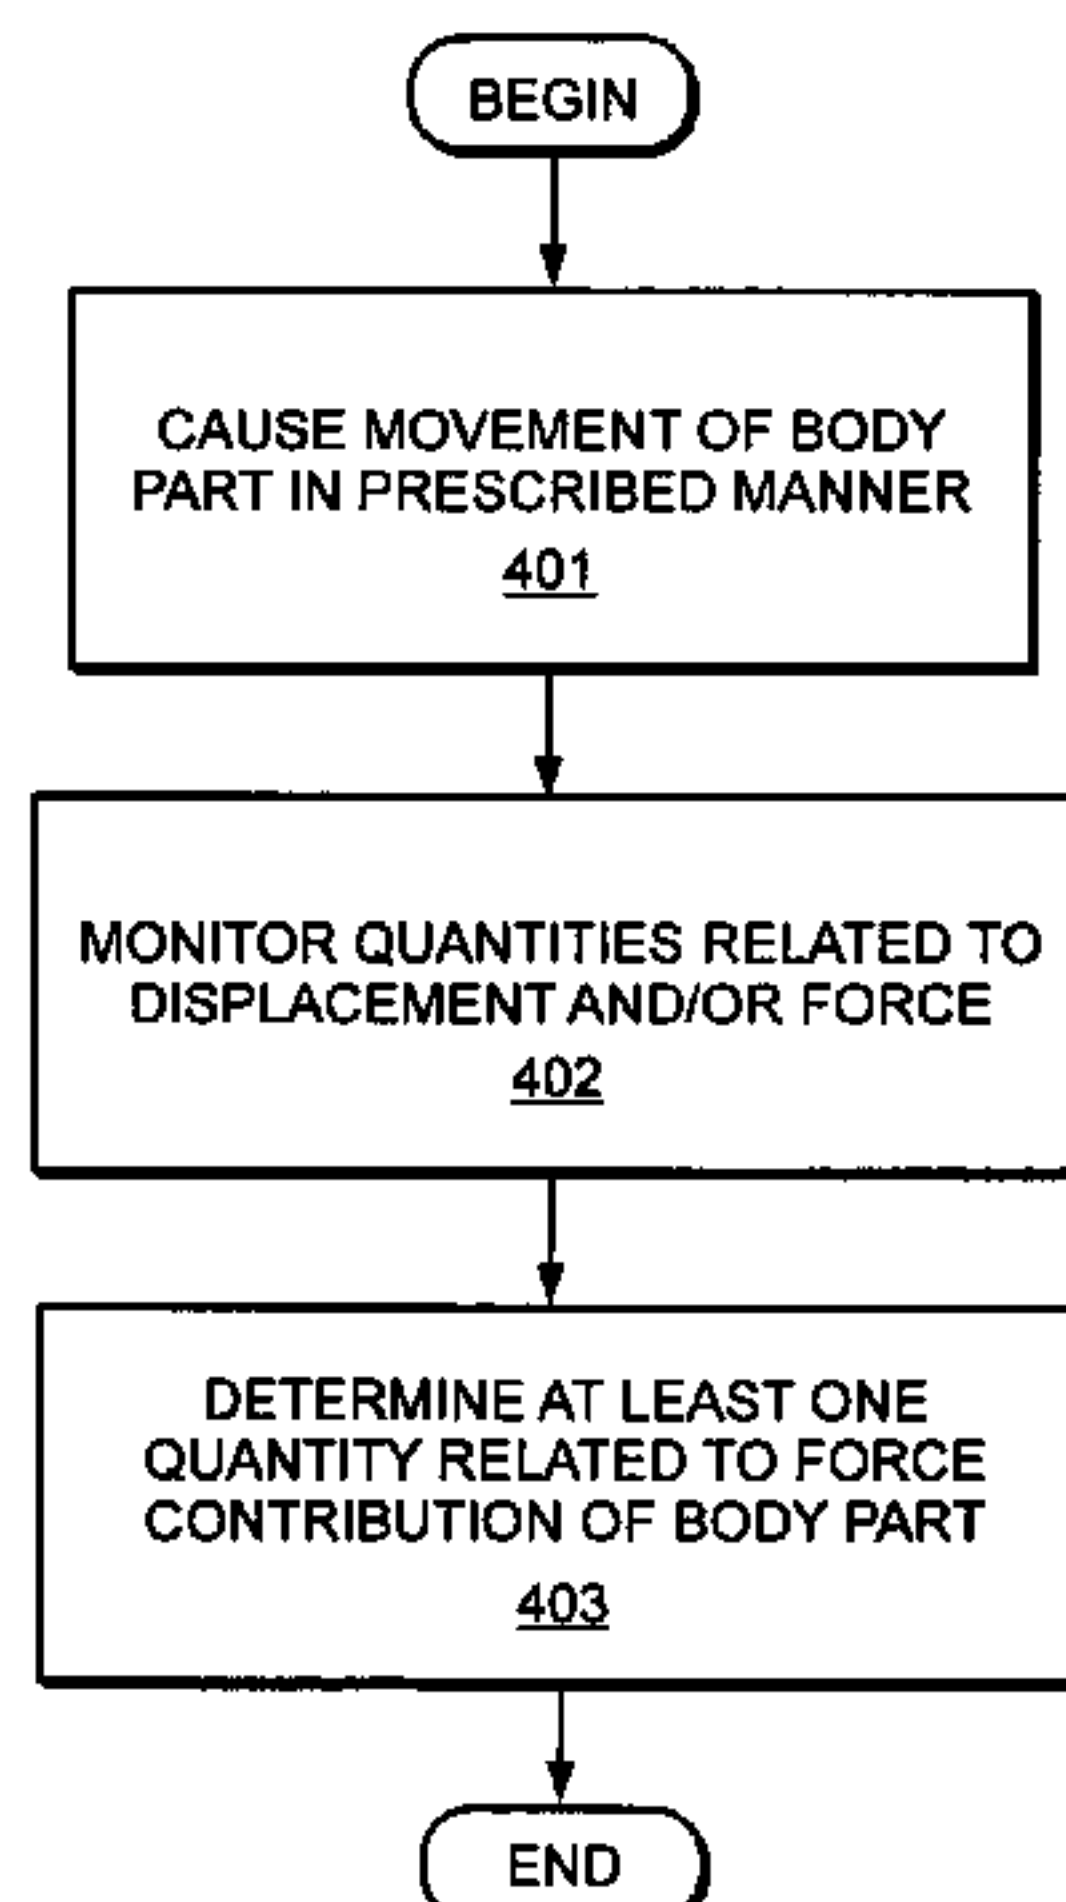 BEGIN
CAUSE MOVEMENT OF BODY
PART IN PRESCRIBED MANNER
401
MONITOR QUANTITIES RELATED TO
DISPLACEMENT AND/OR FORCE
402
DETERMINE AT LEAST ONE
QUANTITY RELATED TO FORCE
CONTRIBUTION OF BODY PART
403
END